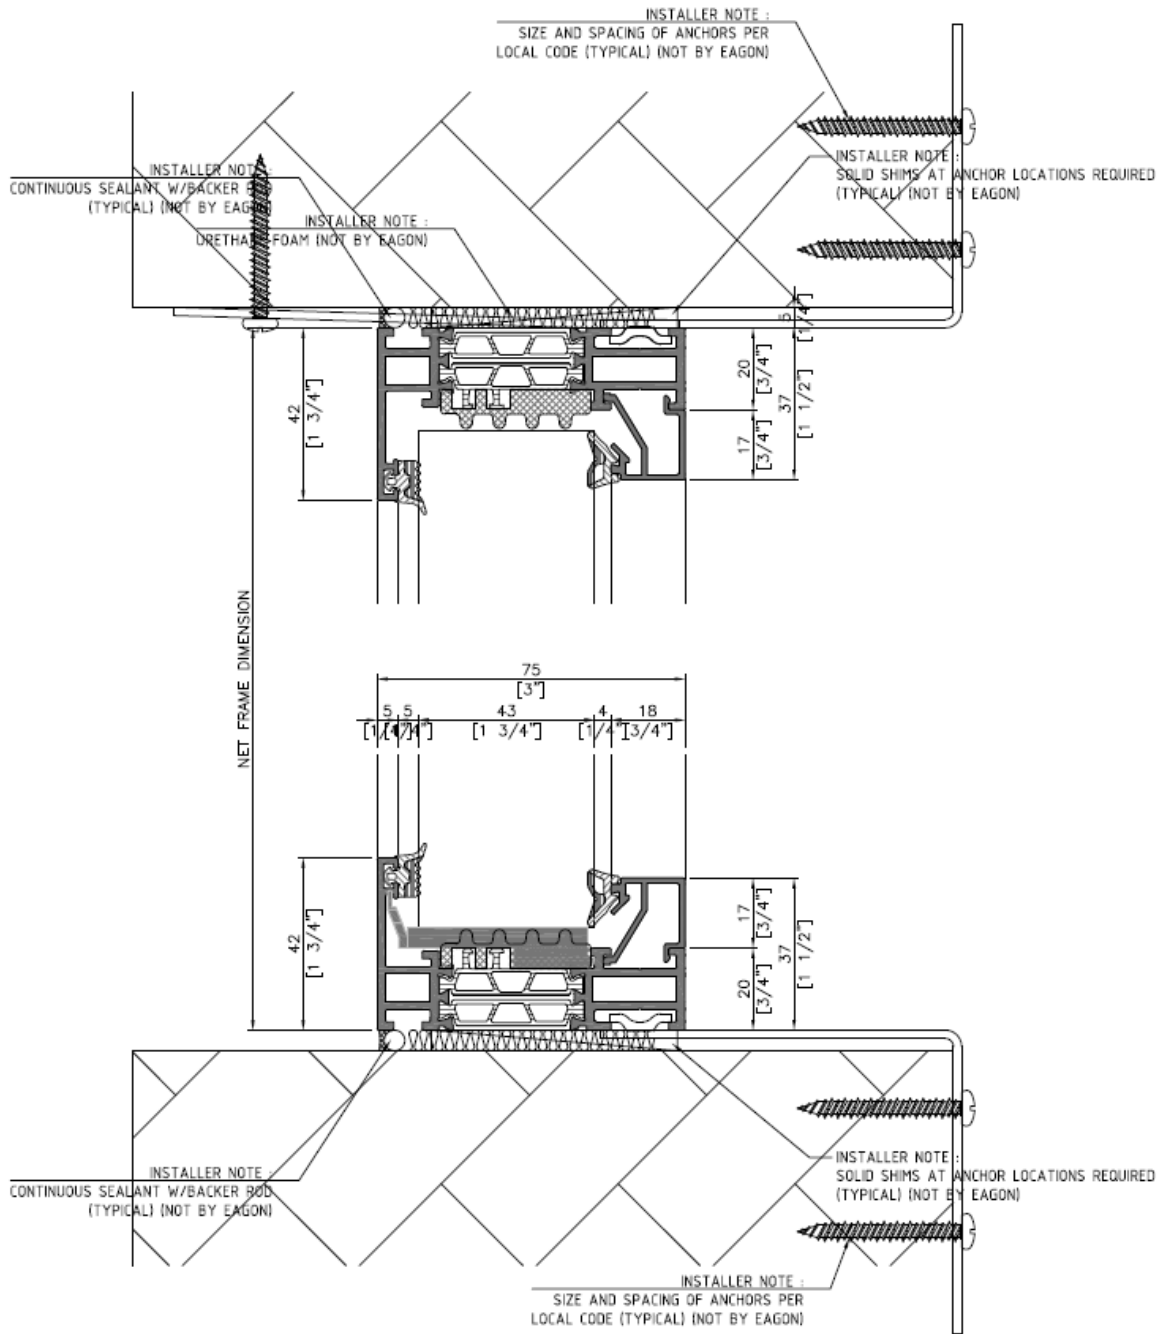 INSTALLER NOTE :
SIZE AND SPACING OF ANCHORS PER
LOCAL CODE (TYPICAL) (NOT BY EAGON)
INSTALLER NOTE :
CONTINUOUS SEALANT W/BACKER ROD
(TYPICAL) (NOT BY EAGON)
INSTALLER NOTE :
URETHANE FOAM (NOT BY EAGON)
INSTALLER NOTE :
SOLID SHIMS AT ANCHOR LOCATIONS REQUIRED
(TYPICAL) (NOT BY EAGON)
5
[1/4"]
20
[3/4"]
37
[1 1/2"]
17
[3/4"]
42
[1 3/4"]
NET FRAME DIMENSION
75
[3"]
5 5 43 4 18
[1/4"] [1/4"] [1 3/4"] [1/4"] [3/4"]
42
[1 3/4"]
17
[3/4"]
37
[1 1/2"]
20
[3/4"]
INSTALLER NOTE :
CONTINUOUS SEALANT W/BACKER ROD
(TYPICAL) (NOT BY EAGON)
INSTALLER NOTE :
SOLID SHIMS AT ANCHOR LOCATIONS REQUIRED
(TYPICAL) (NOT BY EAGON)
INSTALLER NOTE :
SIZE AND SPACING OF ANCHORS PER
LOCAL CODE (TYPICAL) (NOT BY EAGON)